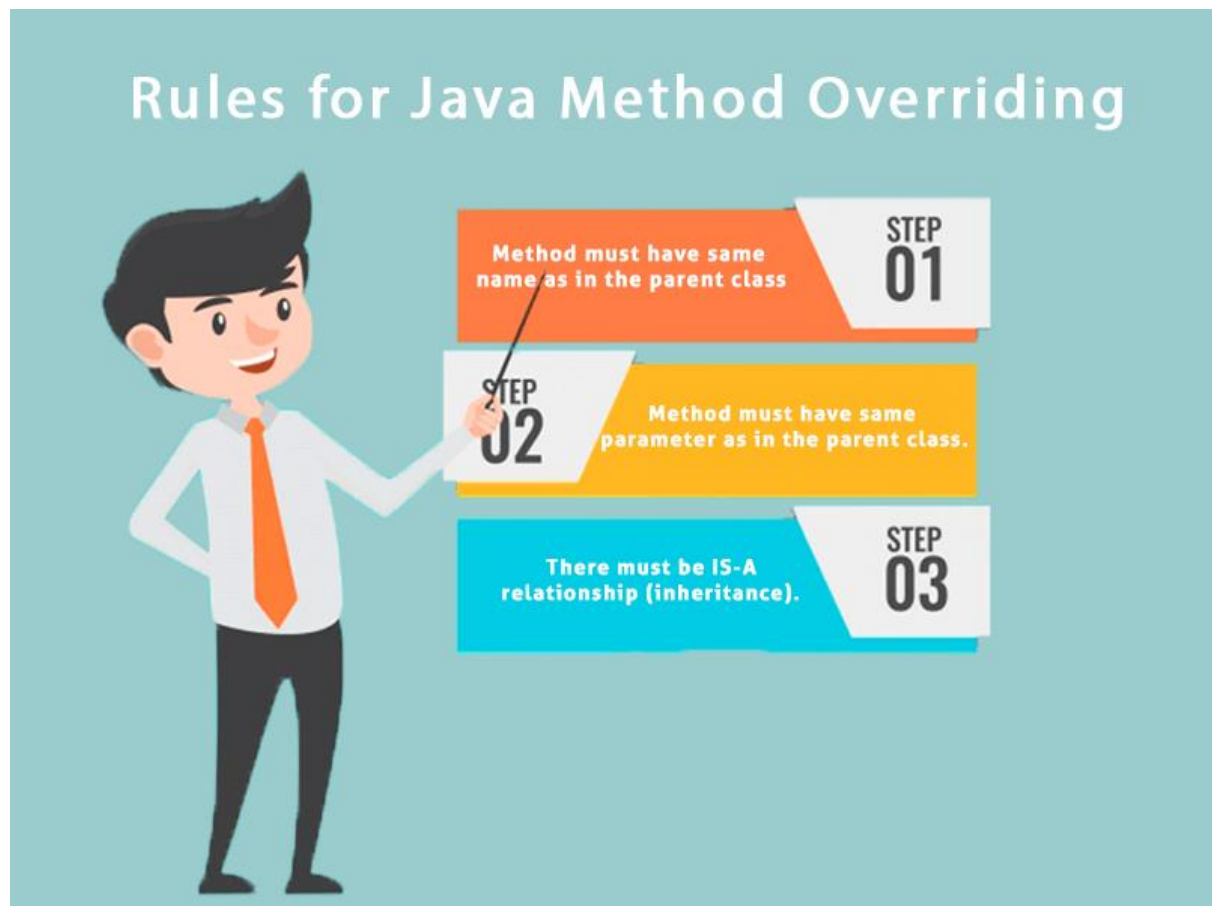 Rules for Java Method Overriding
Method must have same
name as in the parent class
STEP
01
STEP
02
Method must have same
parameter as in the parent class.
There must be IS-A
relationship (inheritance).
STEP
03